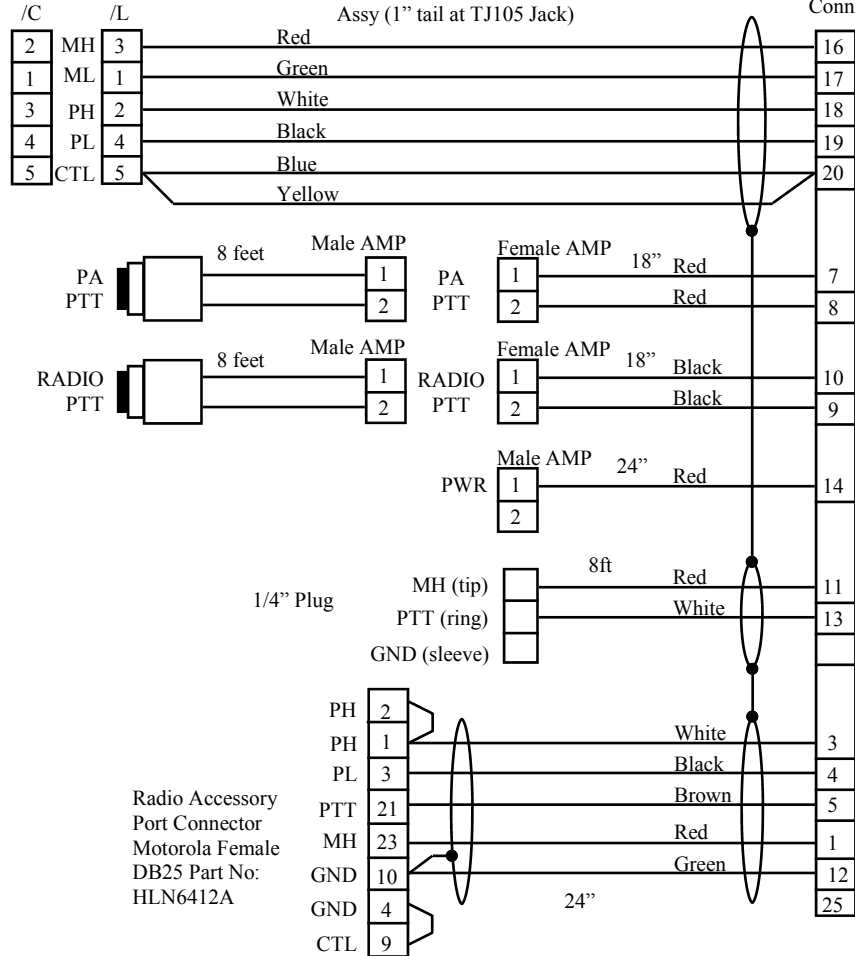 /C /L Assy (1” tail at TJ105 Jack) Conn
2 MH 3 Red 16
1 ML 1 Green 17
3 PH 2 White 18
4 PL 4 Black 19
5 CTL 5 Blue 20
Yellow
8 feet Male AMP Female AMP 18” Red
PA PTT 1 PA PTT 1 7
2 2 Red 8
8 feet Male AMP Female AMP 18” Black
RADIO PTT 1 RADIO PTT 1 10
2 2 Black 9
Male AMP 24” Red
PWR 1 14
2
8ft
1/4” Plug MH (tip) Red 11
PTT (ring) White 13
GND (sleeve)
PH 2
PH 1 White 3
PL 3 Black 4
PTT 21 Brown 5
MH 23 Red 1
GND 10 Green 12
GND 4 24” 25
CTL 9
Radio Accessory
Port Connector
Motorola Female
DB25 Part No:
HLN6412A